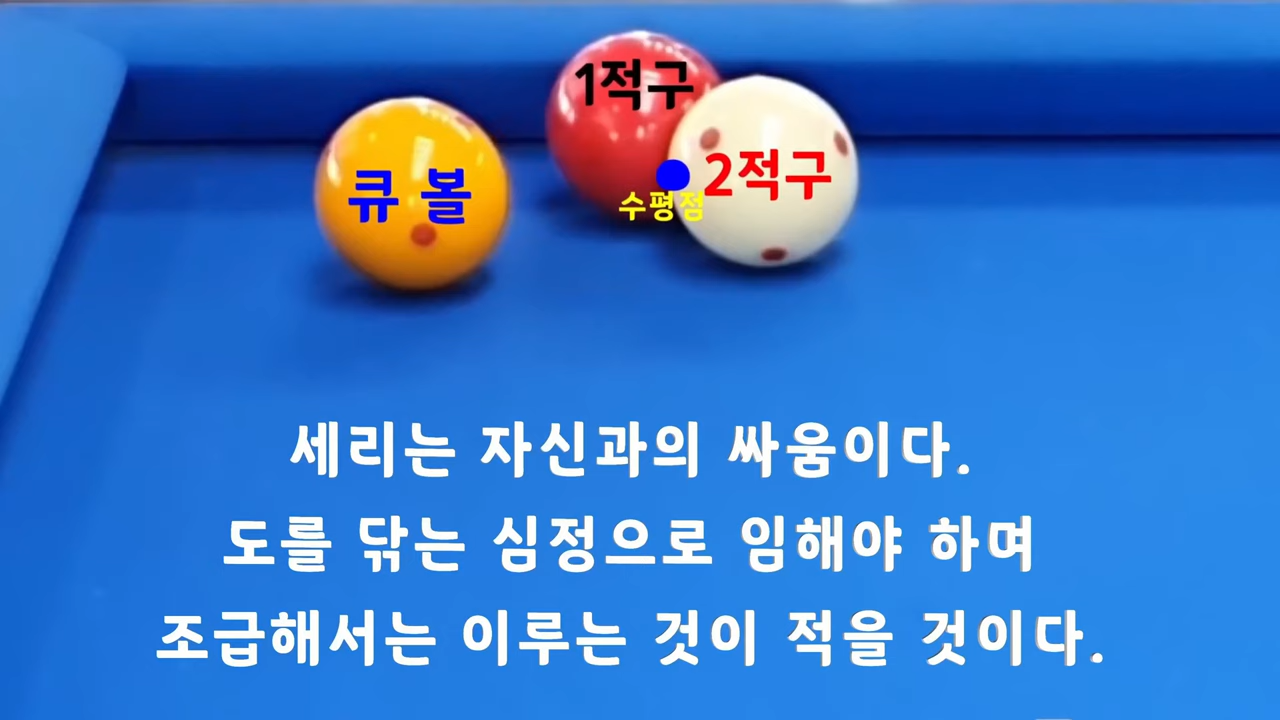 1적구
큐 볼
2적구
수평점
세리는 자신과의 싸움이다.
도를 닦는 심정으로 임해야 하며
조급해서는 이루는 것이 적을 것이다.